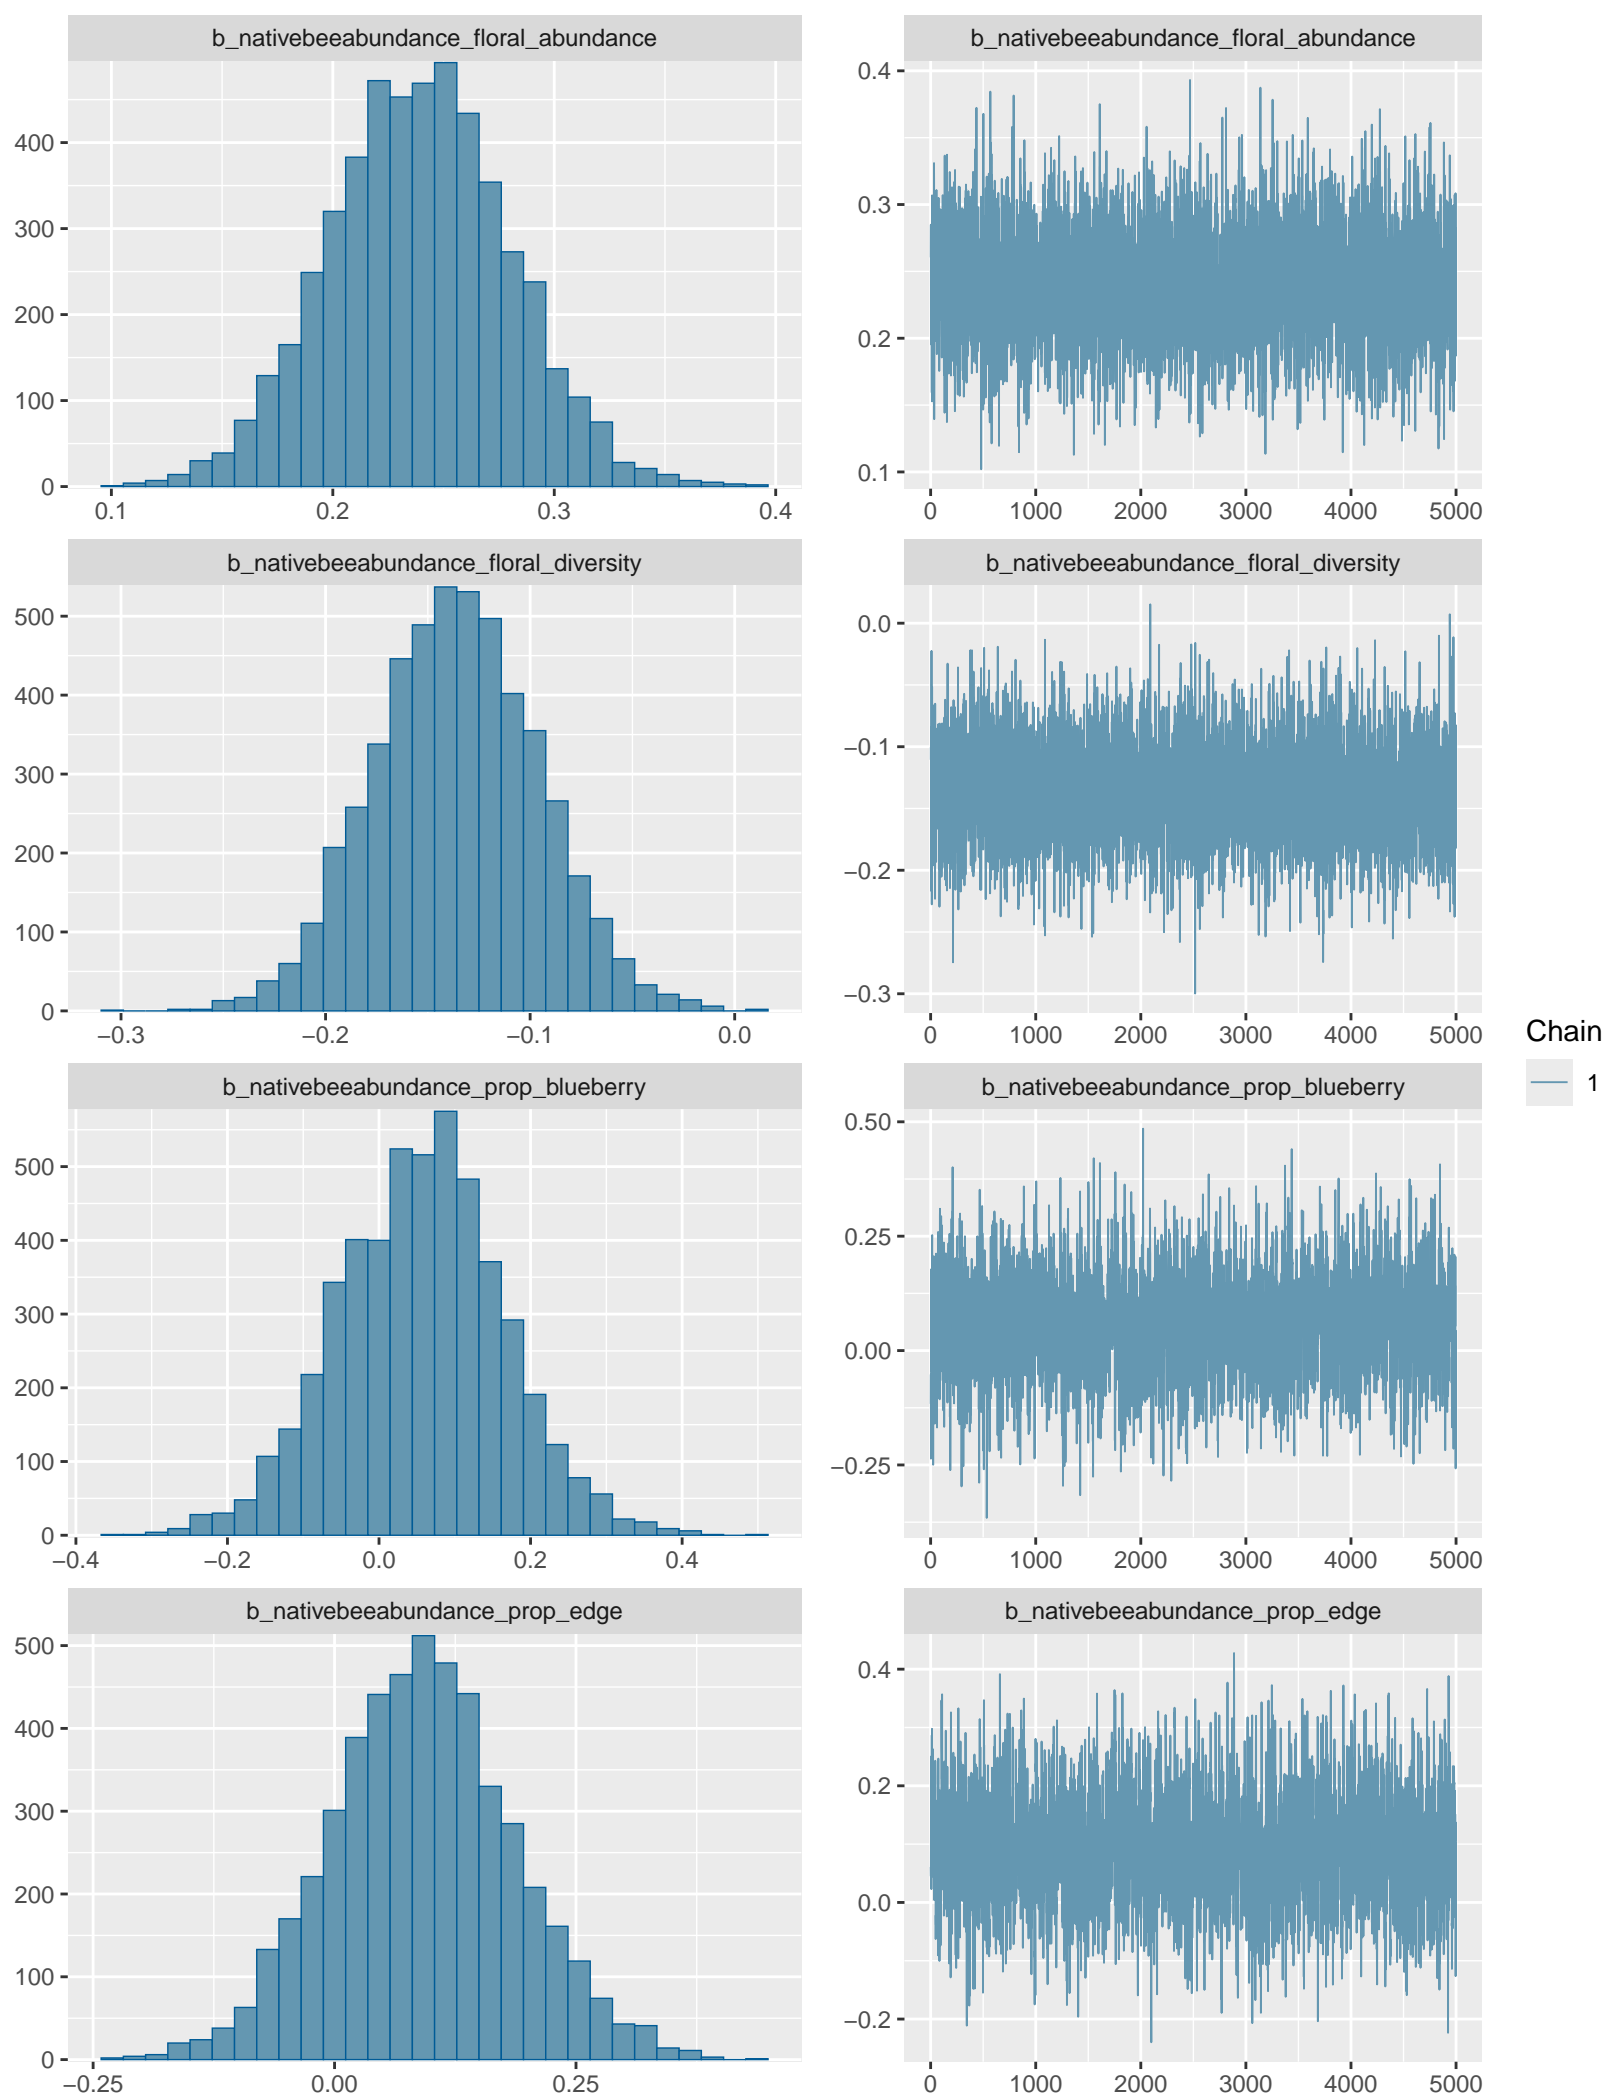 b_nativebeeabundance_floral_abundance
400
300
200
100
0
0.1 0.2 0.3 0.4
b_nativebeeabundance_floral_abundance
0.4
0.3
0.2
0.1
0 1000 2000 3000 4000 5000
b_nativebeeabundance_floral_diversity
500
400
300
200
100
0
−0.3 −0.2 −0.1 0.0
b_nativebeeabundance_floral_diversity
0.0
−0.1
−0.2
−0.3
0 1000 2000 3000 4000 5000
Chain
1
b_nativebeeabundance_prop_blueberry
500
400
300
200
100
0
−0.4 −0.2 0.0 0.2 0.4
b_nativebeeabundance_prop_blueberry
0.50
0.25
0.00
−0.25
0 1000 2000 3000 4000 5000
b_nativebeeabundance_prop_edge
500
400
300
200
100
0
−0.25 0.00 0.25
b_nativebeeabundance_prop_edge
0.4
0.2
0.0
−0.2
0 1000 2000 3000 4000 5000